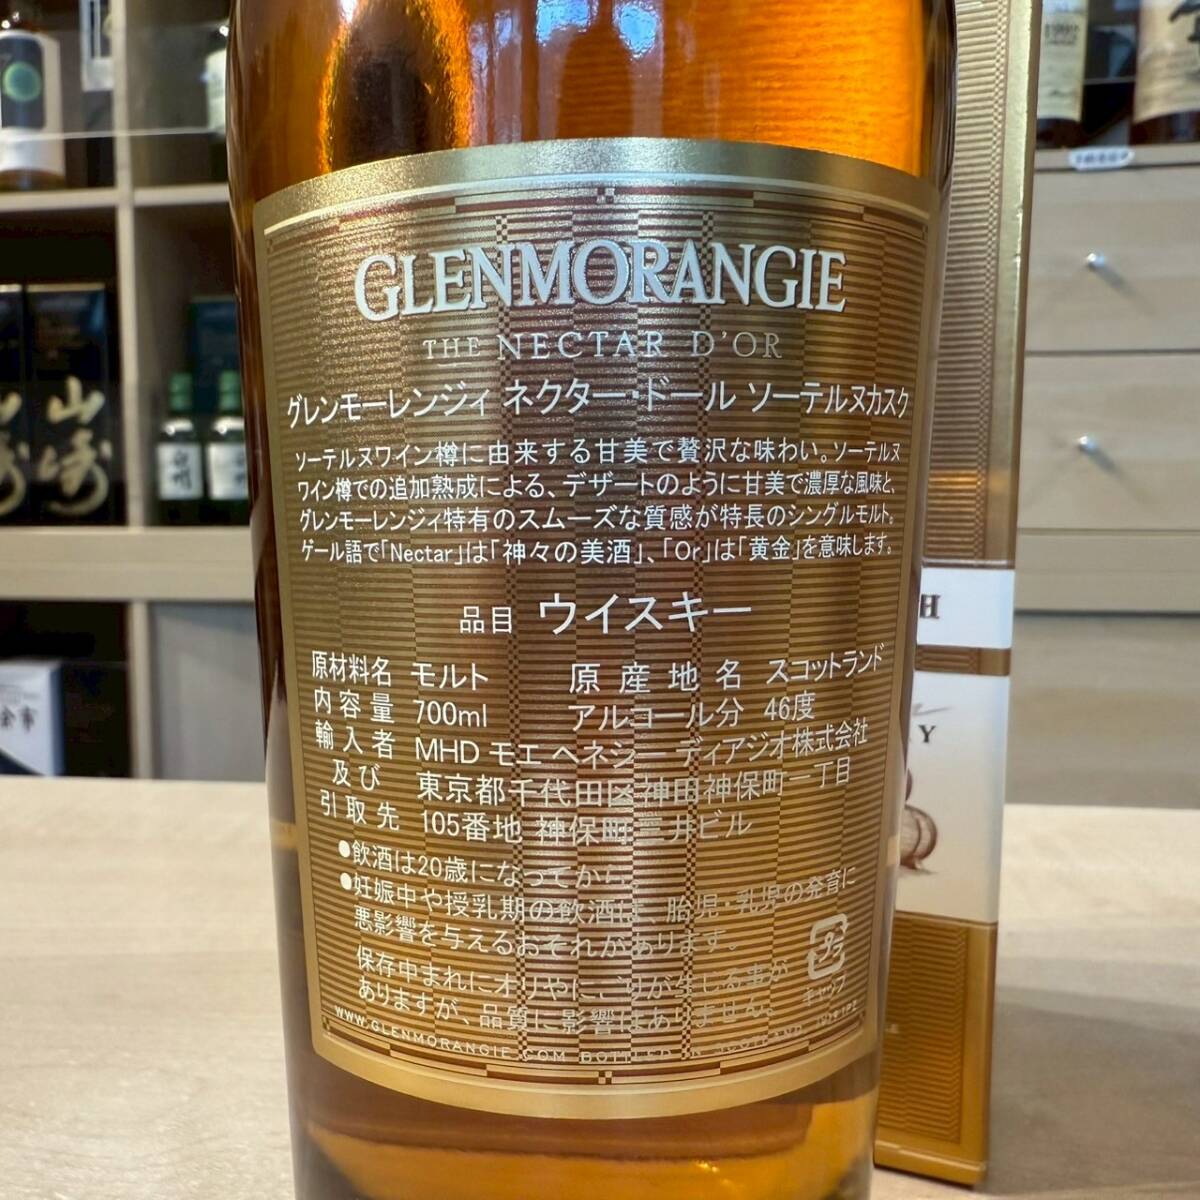 GLENMORANGIE
THE NECTAR D'OR
グレンモーレンジィ ネクター・ドール ソーテルヌカスク
ソーテルヌワイン樽に由来する甘美で贅沢な味わい。ソーテルヌ
ワイン樽での追加熟成による、デザートのように甘美で濃厚な風味と、
グレンモーレンジィ特有のスムーズな質感が特長のシングルモルト。
ゲール語で「Nectar」は「神々の美酒」、「Or」は「黄金」を意味します。
品目 ウイスキー
原材料名 モルト 原産地名 スコットランド
内容量 700ml アルコール分 46度
輸入者 MHD モエ ヘネシー ディアジオ株式会社
及び 東京都千代田区神田神保町一丁目
引取先 105番地 神保町三井ビル
●飲酒は20歳になってから。
●妊娠中や授乳期の飲酒は、胎児・乳児の発育に
悪影響を与えるおそれがあります。
保存中まれにオリやにごりが生じる事が
ありますが、品質に影響はありません。
キャップ
WWW.GLENMORANGIE.COM BOTTLED IN SCOTLAND
山崎
山崎
H
Y